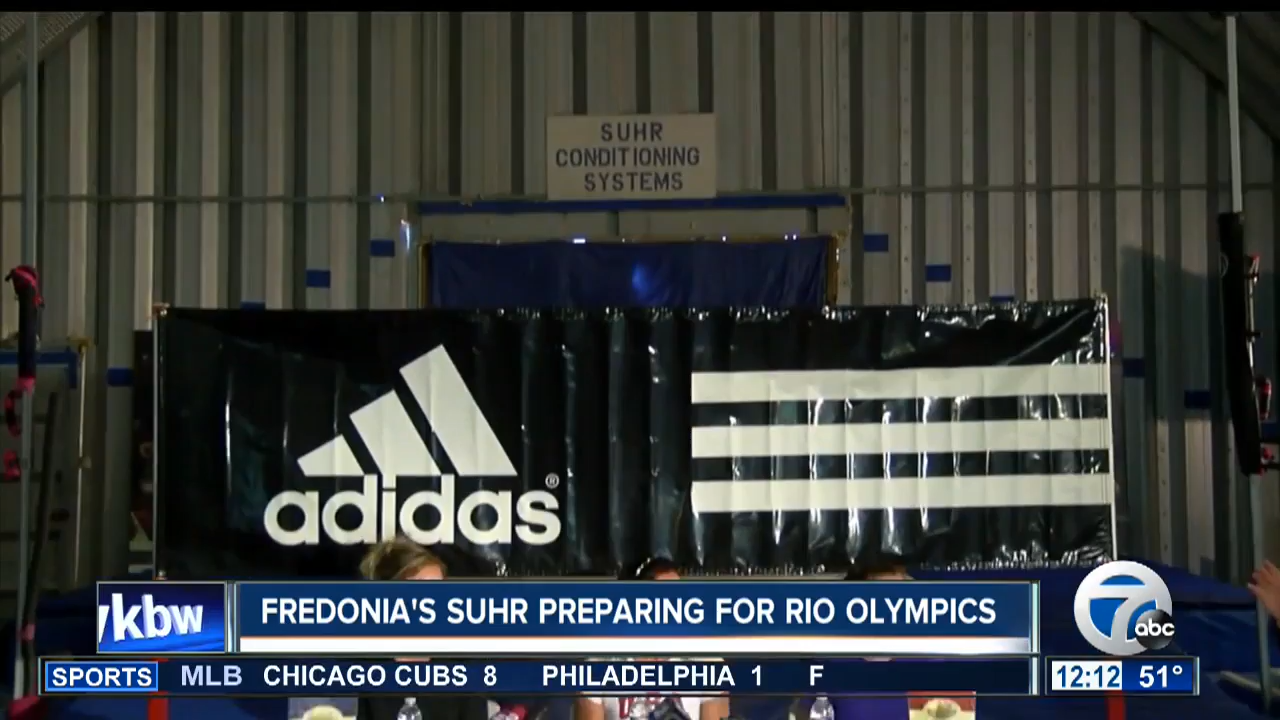 SUHR
CONDITIONING
SYSTEMS
adidas®
wkbw
FREDONIA'S SUHR PREPARING FOR RIO OLYMPICS
7
abc
SPORTS MLB CHICAGO CUBS 8 PHILADELPHIA 1 F
12:12 51°